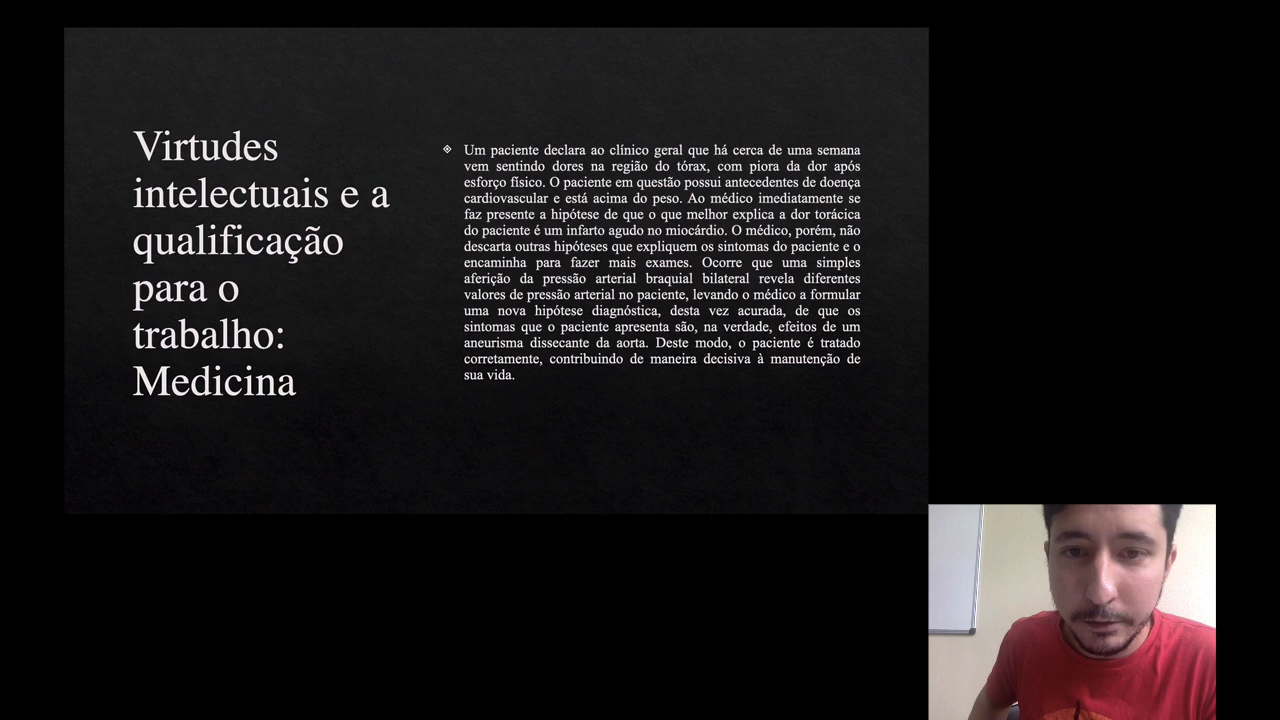 Virtudes
intelectuais e a
qualificação
para o
trabalho:
Medicina
Um paciente declara ao clínico geral que há cerca de uma semana
vem sentindo dores na região do tórax, com piora da dor após
esforço físico. O paciente em questão possui antecedentes de doença
cardiovascular e está acima do peso. Ao médico imediatamente se
faz presente a hipótese de que o que melhor explica a dor torácica
do paciente é um infarto agudo no miocárdio. O médico, porém, não
descarta outras hipóteses que expliquem os sintomas do paciente e o
encaminha para fazer mais exames. Ocorre que uma simples
aferição da pressão arterial braquial bilateral revela diferentes
valores de pressão arterial no paciente, levando o médico a formular
uma nova hipótese diagnóstica, desta vez acurada, de que os
sintomas que o paciente apresenta são, na verdade, efeitos de um
aneurisma dissecante da aorta. Deste modo, o paciente é tratado
corretamente, contribuindo de maneira decisiva à manutenção de
sua vida.